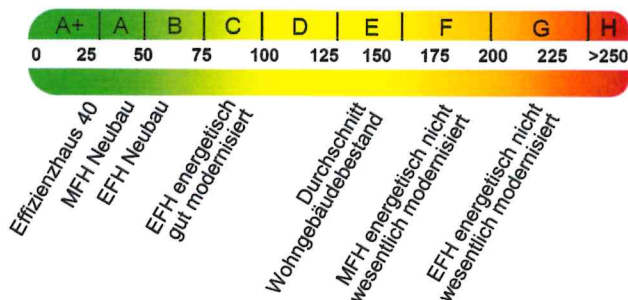 A+ A B C D E F G H
0 25 50 75 100 125 150 175 200 225 >250
Effizienzhaus 40
MFH Neubau
EFH Neubau
EFH energetisch
gut modernisiert
Durchschnitt
Wohngebäudebestand
MFH energetisch nicht
wesentlich modernisiert
EFH energetisch nicht
wesentlich modernisiert